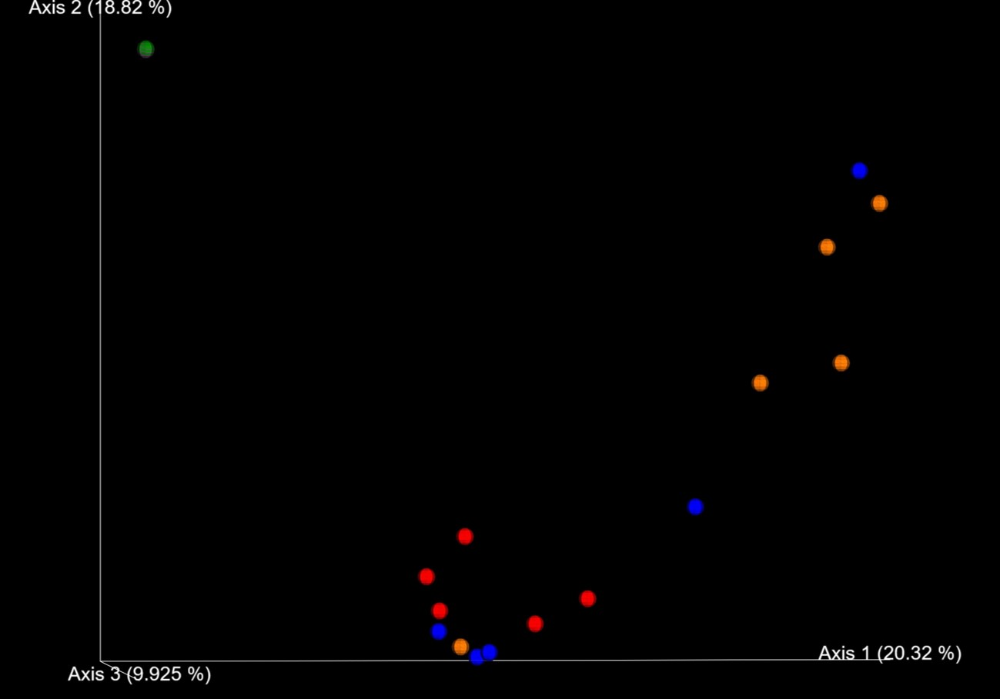 Axis 2 (18.82 %)
Axis 1 (20.32 %)
Axis 3 (9.925 %)